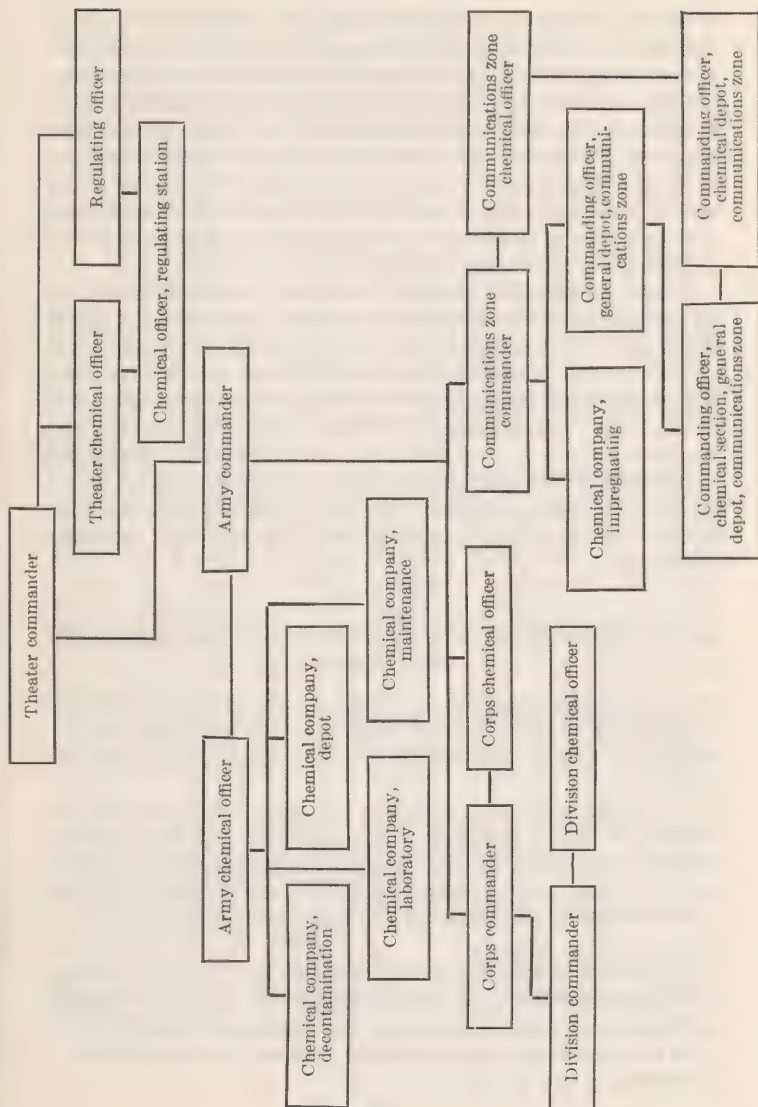 Theater commander
Theater chemical officer
Regulating officer
Chemical officer, regulating station
Army chemical officer
Army commander
Chemical company,
decontamination
Chemical company,
depot
Chemical company,
laboratory
Chemical company,
maintenance
Corps commander
Corps chemical officer
Communications zone
commander
Communications zone
chemical officer
Division commander
Division chemical officer
Chemical company,
impregnating
Commanding officer,
general depot, communi-
cations zone
Commanding officer,
chemical section, general
depot, communications zone
Commanding officer,
chemical depot,
communications zone